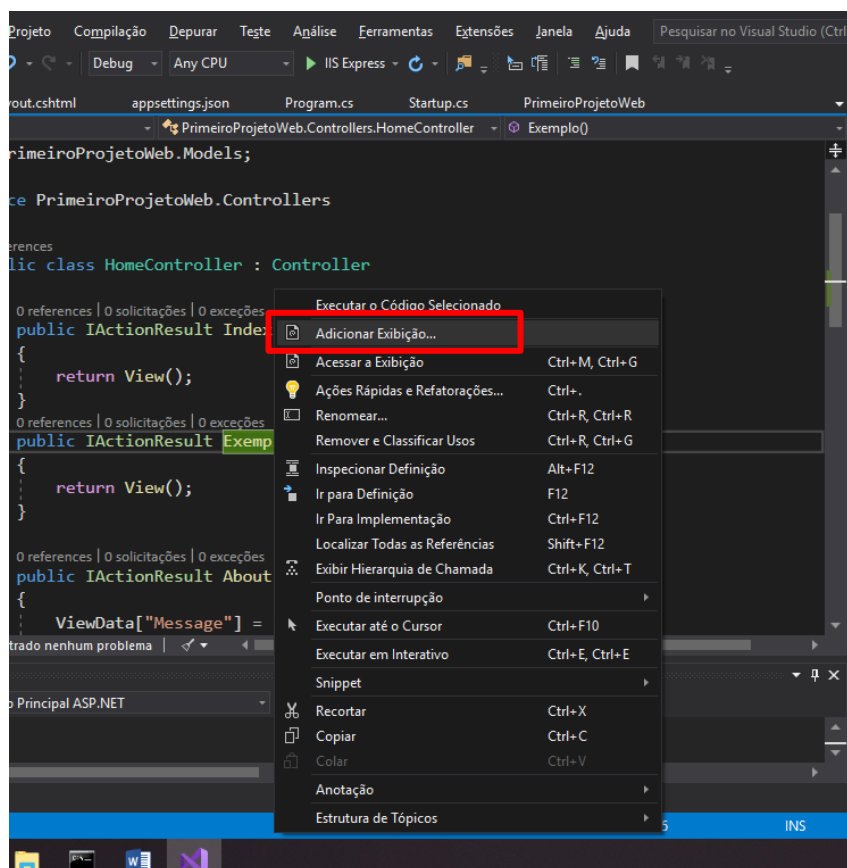 Projeto Compilação Depurar Teste Análise Ferramentas Extensões Janela Ajuda Pesquisar no Visual Studio (Ctrl
Debug Any CPU IIS Express
out.cshtml appsettings.json Program.cs Startup.cs PrimeiroProjetoWeb
PrimeiroProjetoWeb.Controllers.HomeController Exemplo()
rimeiroProjetoWeb.Models;
ce PrimeiroProjetoWeb.Controllers
erences
lic class HomeController : Controller
0 references | 0 solicitações | 0 exceções
public IActionResult Index
{
return View();
}
0 references | 0 solicitações | 0 exceções
public IActionResult Exemp
{
return View();
}
0 references | 0 solicitações | 0 exceções
public IActionResult About
{
ViewData["Message"] =
trado nenhum problema
Principal ASP.NET
Executar o Código Selecionado
Adicionar Exibição...
Acessar a Exibição Ctrl+M, Ctrl+G
Ações Rápidas e Refatorações... Ctrl+.
Renomear... Ctrl+R, Ctrl+R
Remover e Classificar Usos Ctrl+R, Ctrl+G
Inspecionar Definição Alt+F12
Ir para Definição F12
Ir Para Implementação Ctrl+F12
Localizar Todas as Referências Shift+F12
Exibir Hierarquia de Chamada Ctrl+K, Ctrl+T
Ponto de interrupção
Executar até o Cursor Ctrl+F10
Executar em Interativo Ctrl+E, Ctrl+E
Snippet
Recortar Ctrl+X
Copiar Ctrl+C
Colar Ctrl+V
Anotação
Estrutura de Tópicos
INS